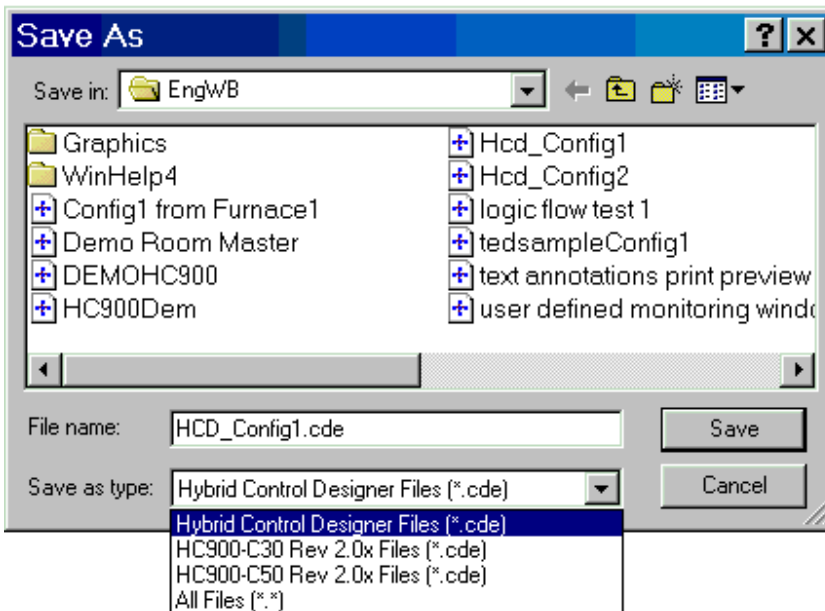 Save As
Save in: EngWB
Graphics
WinHelp4
Config1 from Furnace1
Demo Room Master
DEMOHC900
HC900Dem
Hcd_Config1
Hcd_Config2
logic flow test 1
tedsampleConfig1
text annotations print preview
user defined monitoring windo
File name: HCD_Config1.cde
Save
Save as type: Hybrid Control Designer Files (*.cde)
Cancel
Hybrid Control Designer Files (*.cde)
HC900-C30 Rev 2.0x Files (*.cde)
HC900-C50 Rev 2.0x Files (*.cde)
All Files (*.*)